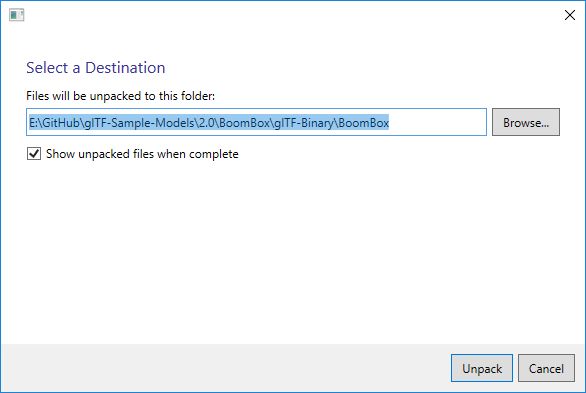 Select a Destination
Files will be unpacked to this folder:
E:\GitHub\glTF-Sample-Models\2.0\BoomBox\glTF-Binary\BoomBox
Browse...
Show unpacked files when complete
Unpack
Cancel